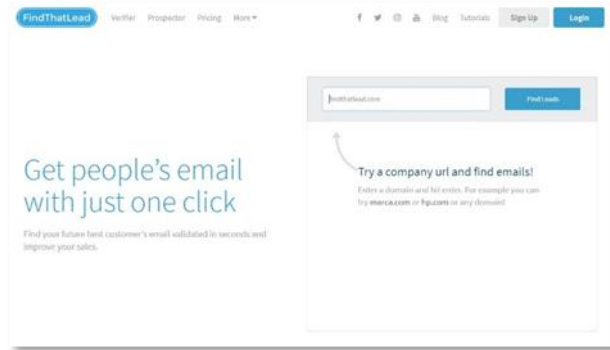 FindThatLead Verifier Prospector Pricing More Blog Tutorials Sign Up Login
findthatlead.com Find Leads
Get people's email
with just one click
Find your future best customer's email validated in seconds and
improve your sales.
Try a company url and find emails!
Enter a domain and hit enter. For example you can
try marca.com or hp.com or any domain!